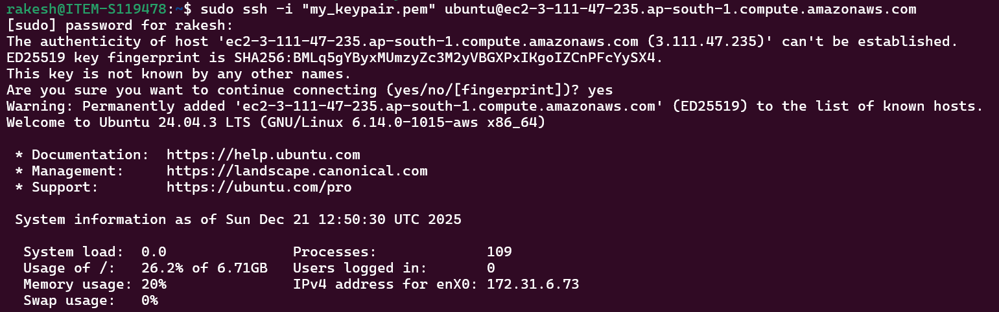 rakesh@ITEM-S119478:~$ sudo ssh -i "my_keypair.pem" ubuntu@ec2-3-111-47-235.ap-south-1.compute.amazonaws.com
[sudo] password for rakesh:
The authenticity of host 'ec2-3-111-47-235.ap-south-1.compute.amazonaws.com (3.111.47.235)' can't be established.
ED25519 key fingerprint is SHA256:BMLq5gYByxMUmzyZc3M2yVBGXPxIKgoIZCnPFcYySX4.
This key is not known by any other names.
Are you sure you want to continue connecting (yes/no/[fingerprint])? yes
Warning: Permanently added 'ec2-3-111-47-235.ap-south-1.compute.amazonaws.com' (ED25519) to the list of known hosts.
Welcome to Ubuntu 24.04.3 LTS (GNU/Linux 6.14.0-1015-aws x86_64)

 * Documentation:  https://help.ubuntu.com
 * Management:     https://landscape.canonical.com
 * Support:        https://ubuntu.com/pro

 System information as of Sun Dec 21 12:50:30 UTC 2025

  System load:  0.0               Processes:             109
  Usage of /:   26.2% of 6.71GB   Users logged in:       0
  Memory usage: 20%               IPv4 address for enX0: 172.31.6.73
  Swap usage:   0%